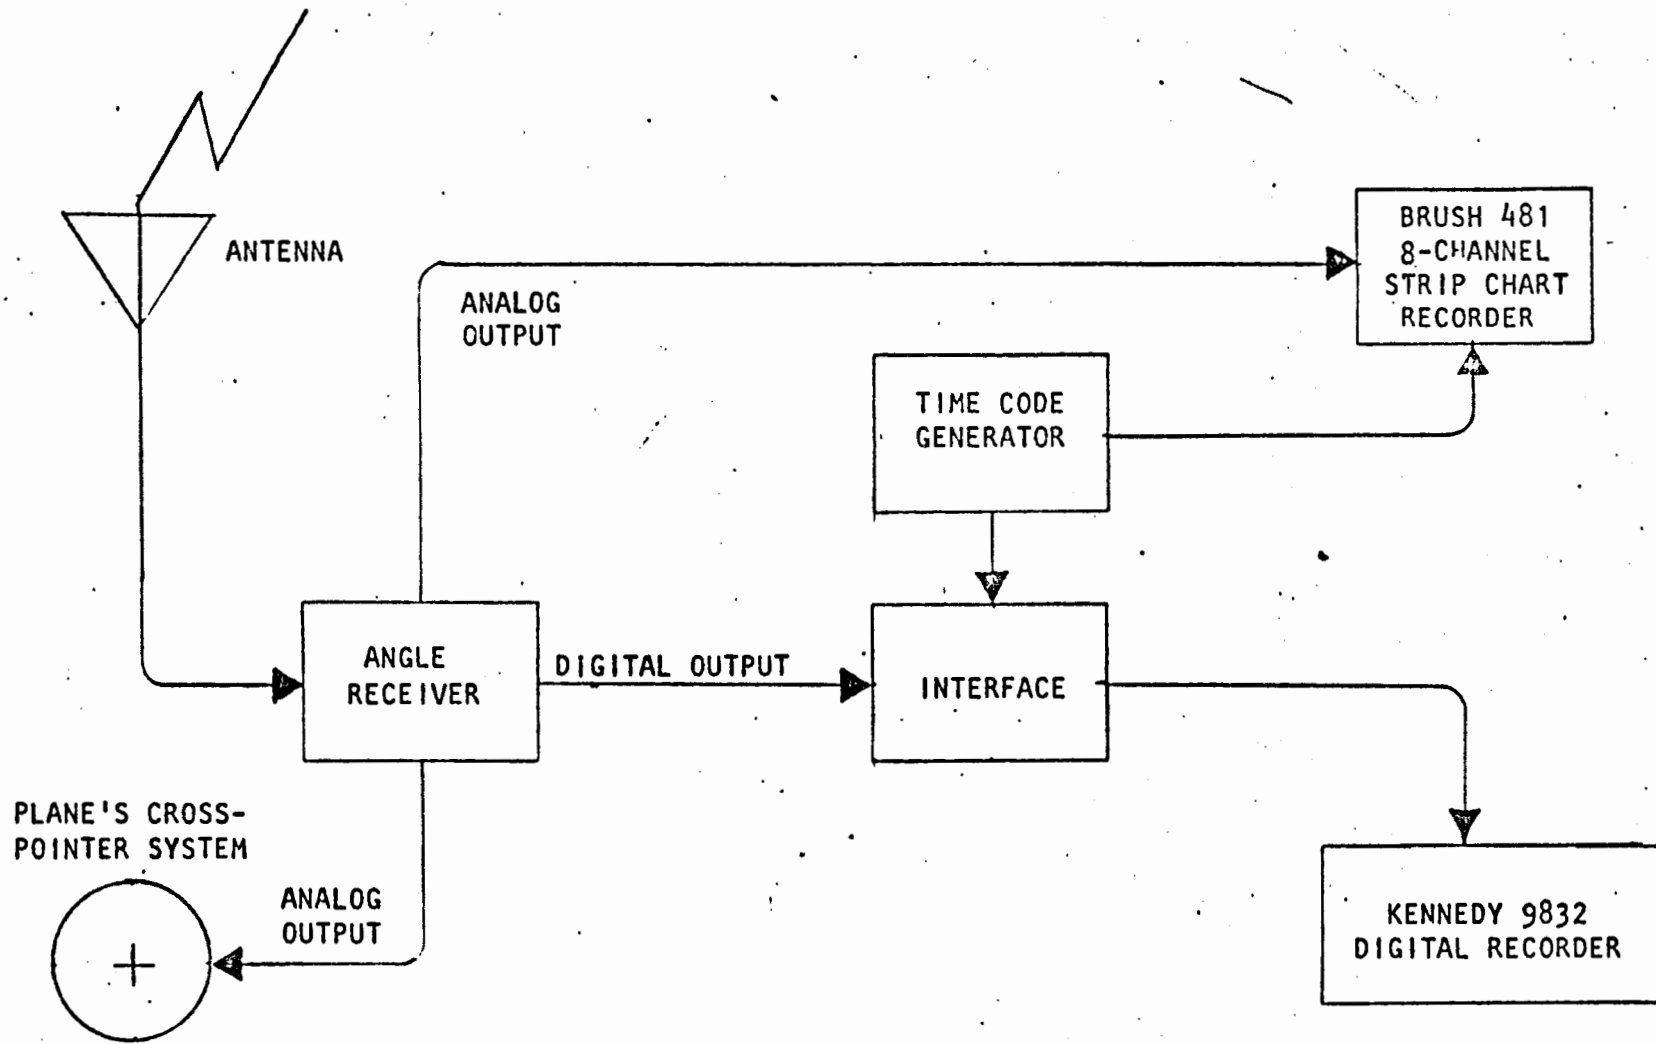 ANTENNA
ANALOG
OUTPUT
BRUSH 481
8-CHANNEL
STRIP CHART
RECORDER
TIME CODE
GENERATOR
ANGLE
RECEIVER
DIGITAL OUTPUT
INTERFACE
PLANE'S CROSS-
POINTER SYSTEM
ANALOG
OUTPUT
KENNEDY 9832
DIGITAL RECORDER